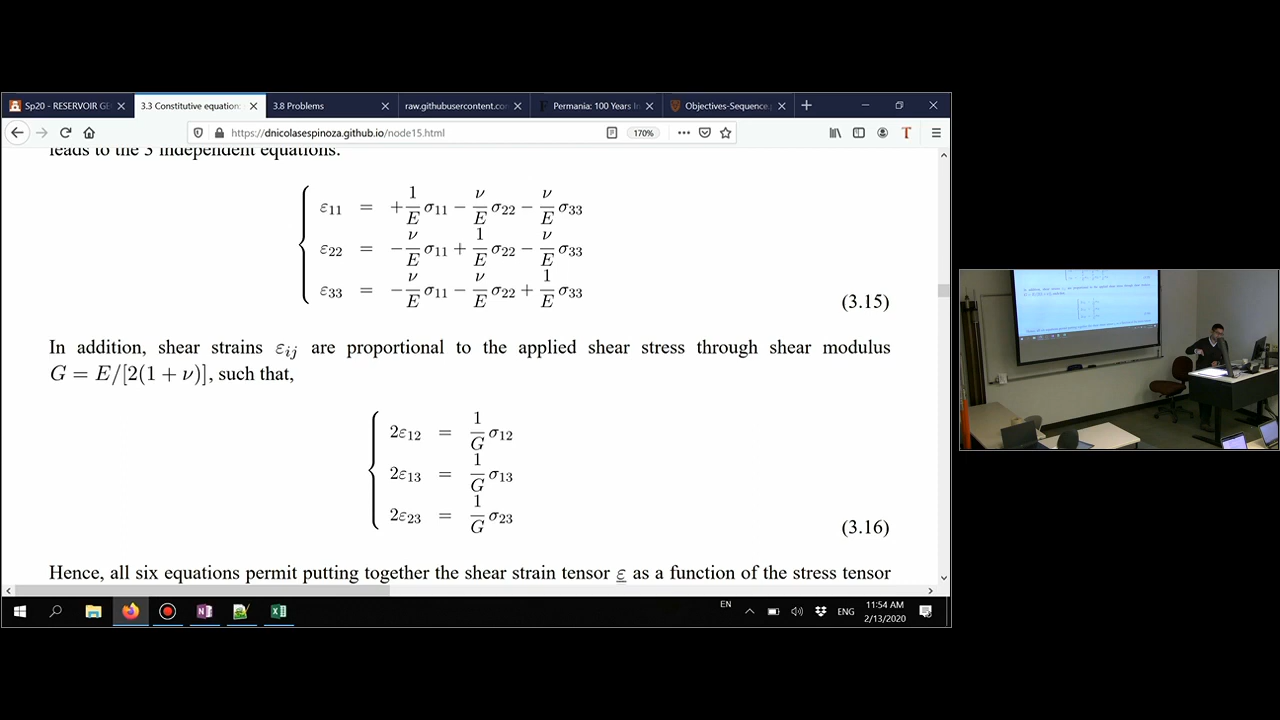 Sp20 - RESERVOIR GE
3.3 Constitutive equation:
3.8 Problems
raw.githubusercontent.co
Permania: 100 Years In
Objectives-Sequence.p
https://dnicolasespinoza.github.io/node15.html
170%
leads to the 3 independent equations.
ε11 = +1/E σ11 − ν/E σ22 − ν/E σ33
ε22 = −ν/E σ11 + 1/E σ22 − ν/E σ33
ε33 = −ν/E σ11 − ν/E σ22 + 1/E σ33
(3.15)
In addition, shear strains εij are proportional to the applied shear stress through shear modulus
G = E/[2(1 + ν)], such that,
2ε12 = 1/G σ12
2ε13 = 1/G σ13
2ε23 = 1/G σ23
(3.16)
Hence, all six equations permit putting together the shear strain tensor ε as a function of the stress tensor
EN
ENG
11:54 AM
2/13/2020